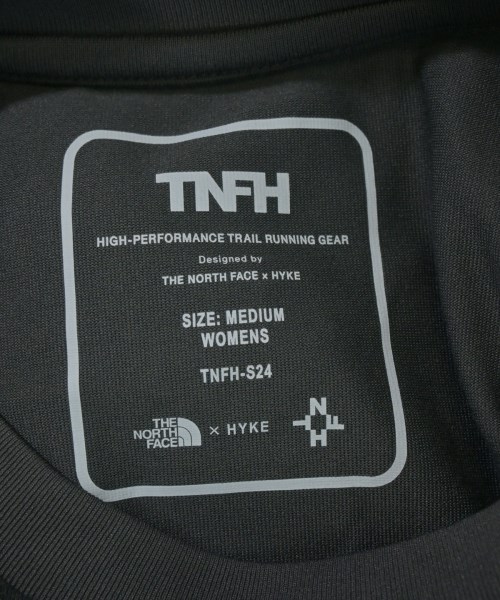 TNFH
HIGH-PERFORMANCE TRAIL RUNNING GEAR
Designed by
THE NORTH FACE × HYKE
SIZE: MEDIUM
WOMENS
TNFH-S24
THE
NORTH
FACE
× HYKE
N
F
H